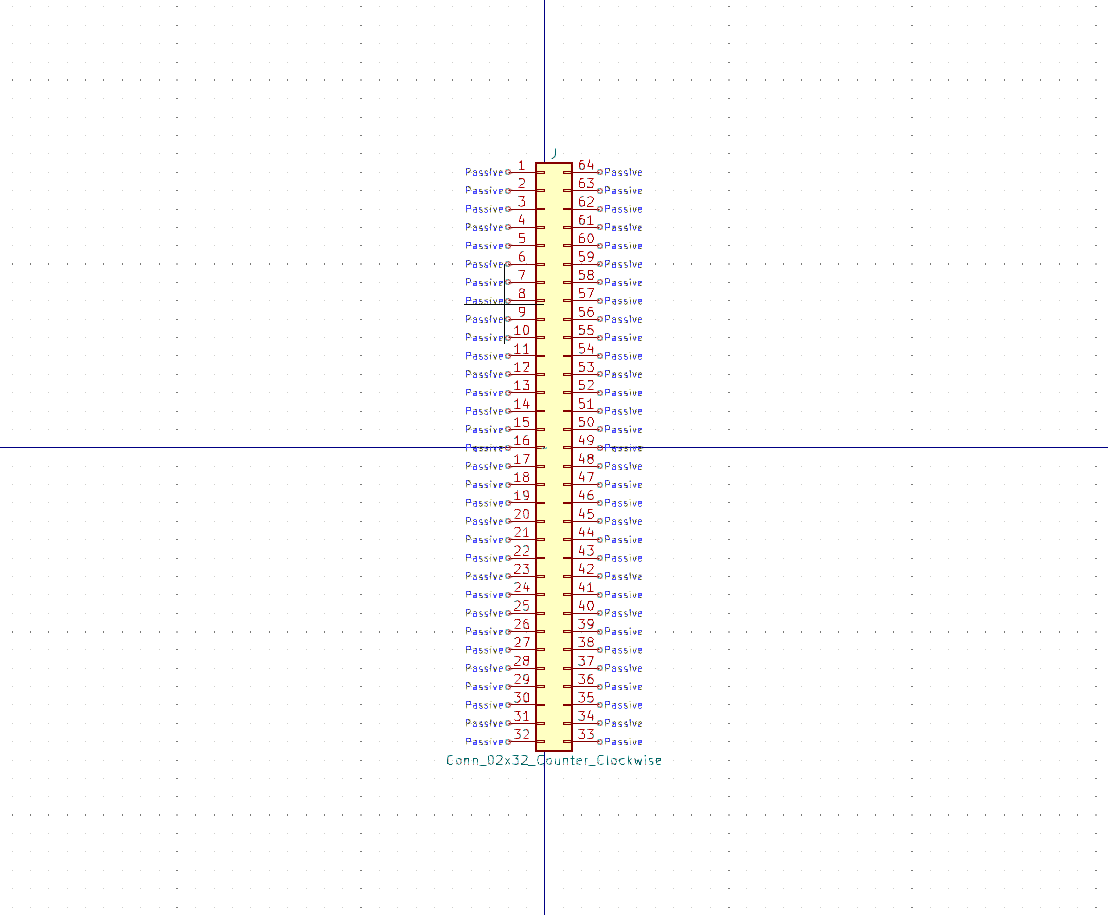 J
Passive 1 64 Passive
Passive 2 63 Passive
Passive 3 62 Passive
Passive 4 61 Passive
Passive 5 60 Passive
Passive 6 59 Passive
Passive 7 58 Passive
Passive 8 57 Passive
Passive 9 56 Passive
Passive 10 55 Passive
Passive 11 54 Passive
Passive 12 53 Passive
Passive 13 52 Passive
Passive 14 51 Passive
Passive 15 50 Passive
Passive 16 49 Passive
Passive 17 48 Passive
Passive 18 47 Passive
Passive 19 46 Passive
Passive 20 45 Passive
Passive 21 44 Passive
Passive 22 43 Passive
Passive 23 42 Passive
Passive 24 41 Passive
Passive 25 40 Passive
Passive 26 39 Passive
Passive 27 38 Passive
Passive 28 37 Passive
Passive 29 36 Passive
Passive 30 35 Passive
Passive 31 34 Passive
Passive 32 33 Passive
Conn_02x32_Counter_Clockwise